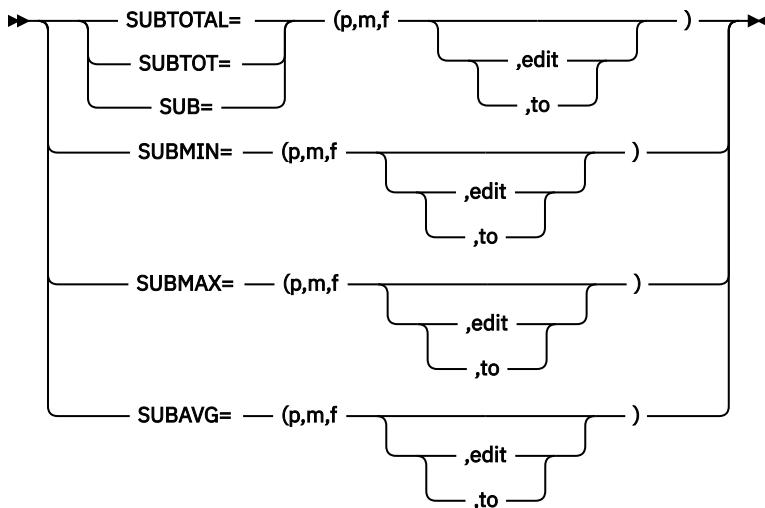 SUBTOTAL= (p,m,f )
SUBTOT= ,edit
SUB= ,to
SUBMIN= (p,m,f )
,edit
,to
SUBMAX= (p,m,f )
,edit
,to
SUBAVG= (p,m,f )
,edit
,to